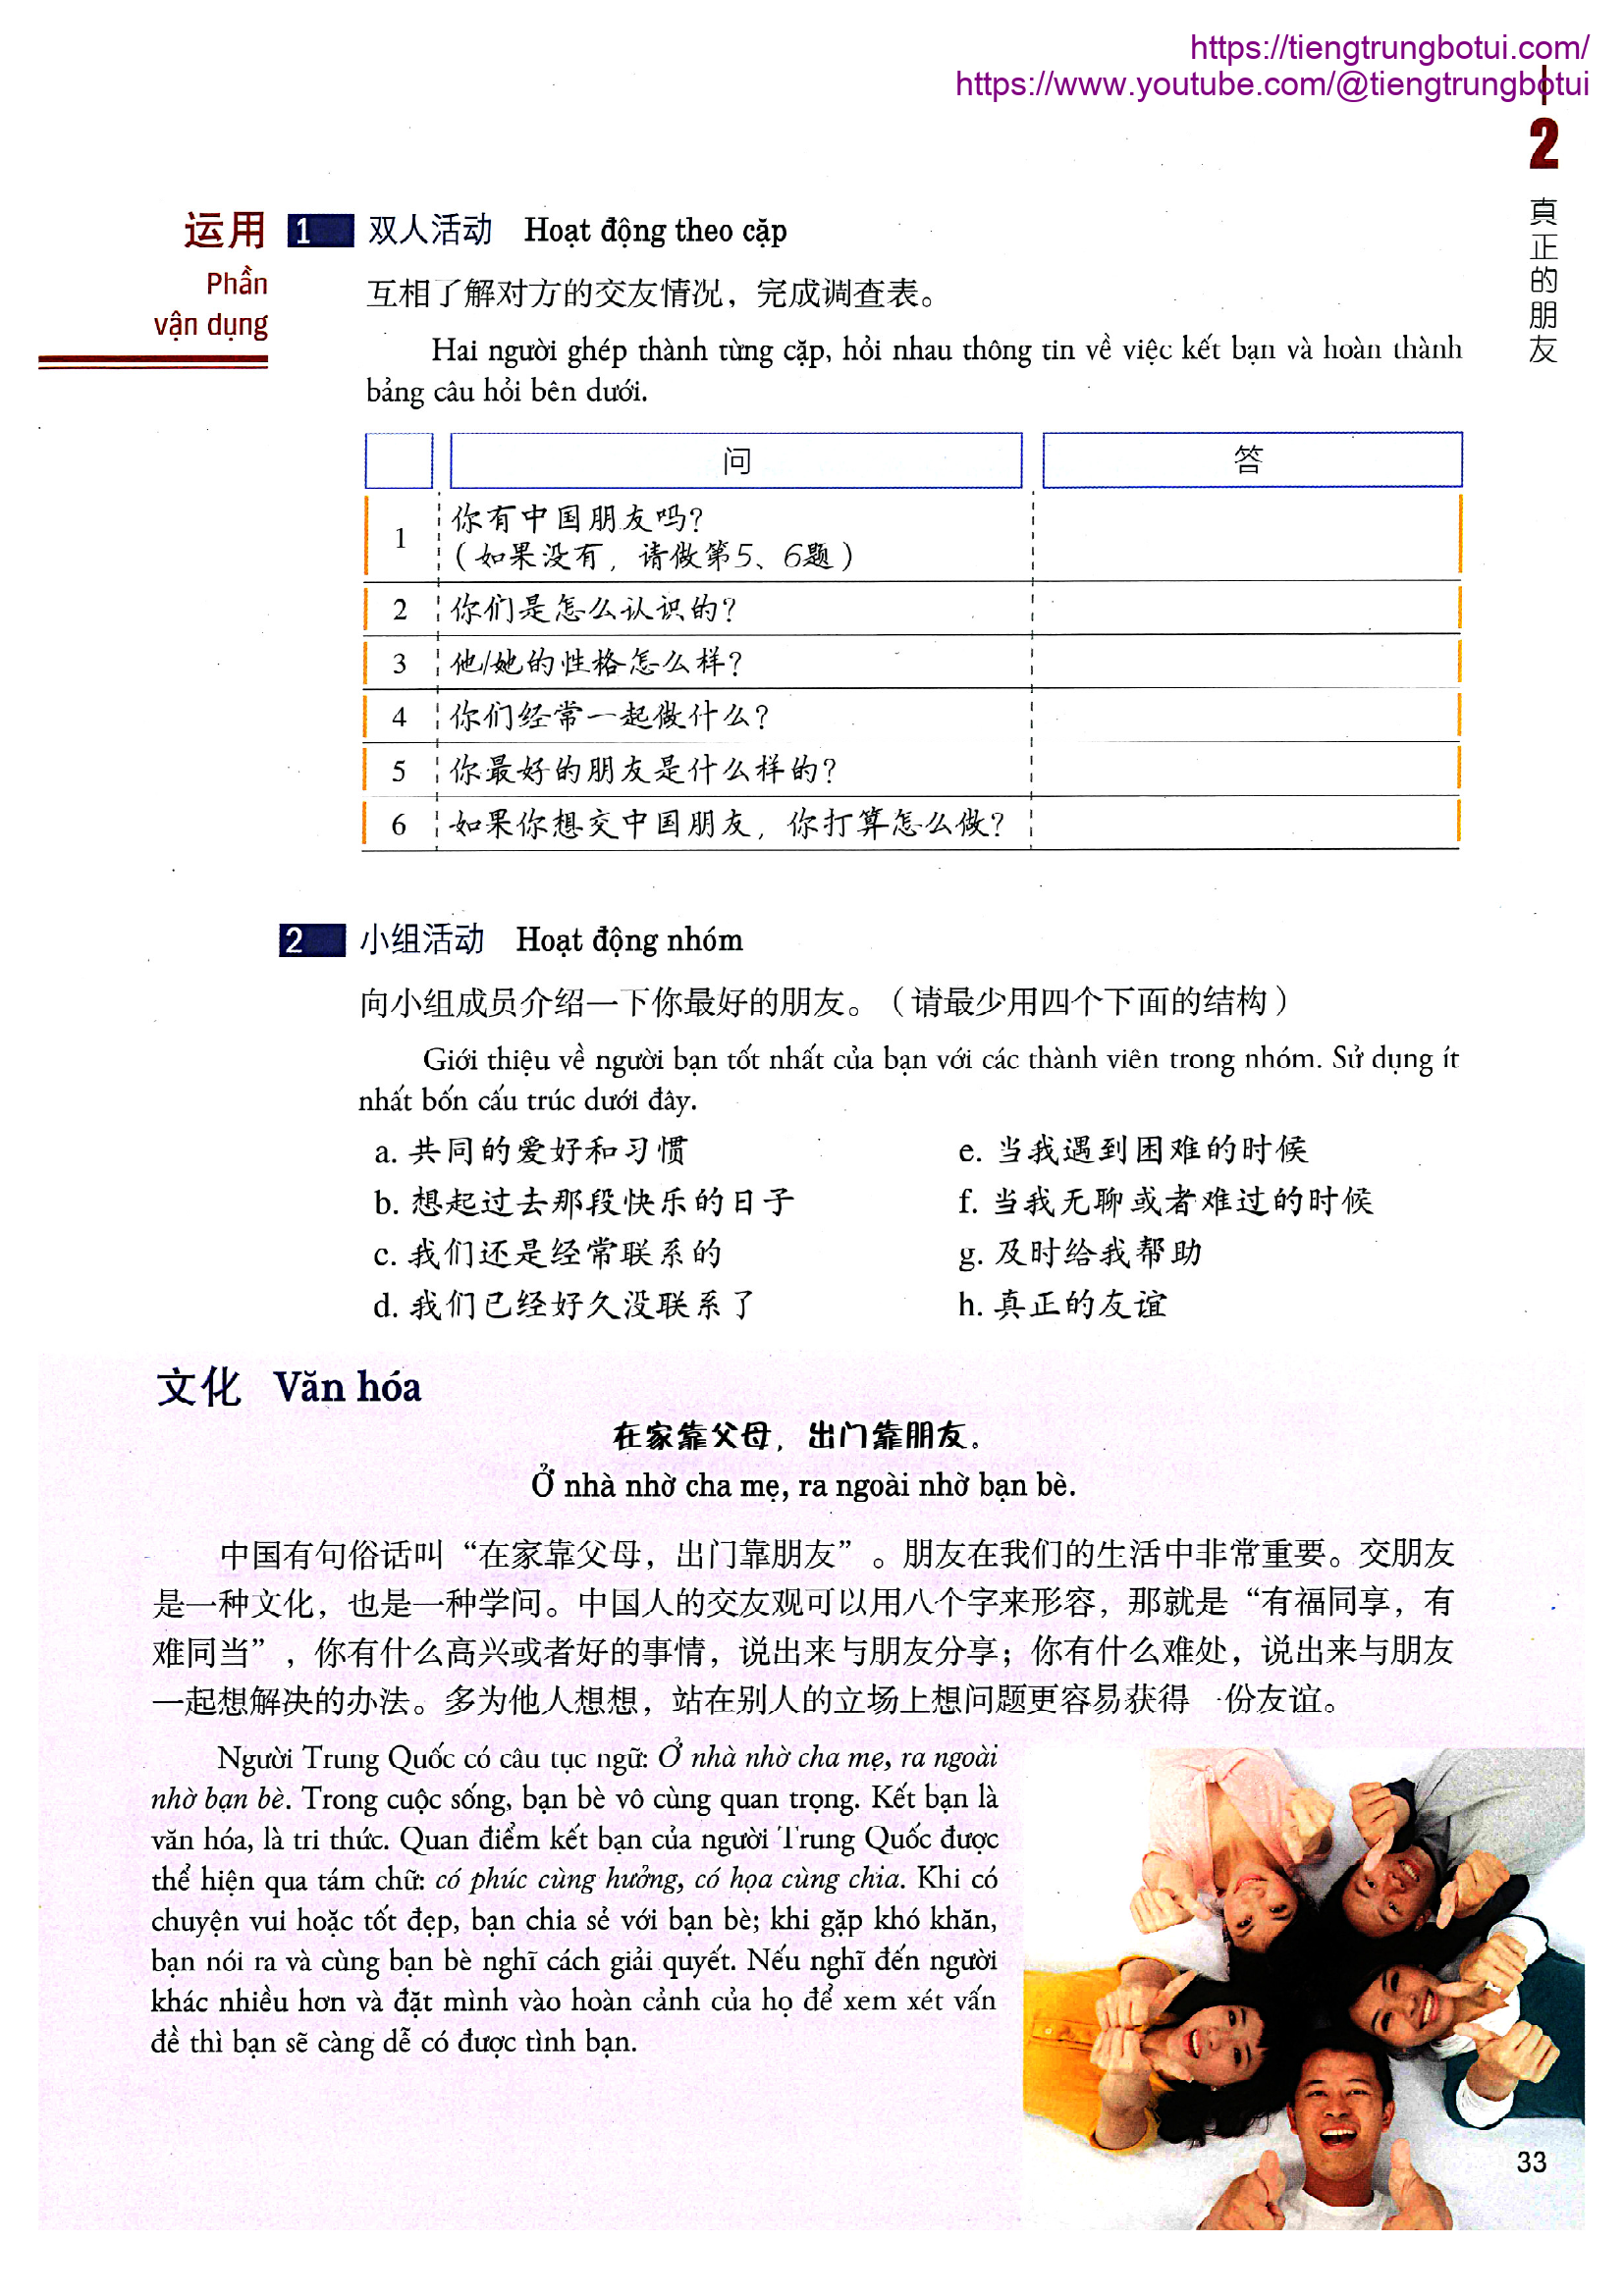 https://tiengtrungbotui.com/
https://www.youtube.com/@tiengtrungbotui
2
真正的朋友
运用
Phần
vận dụng
1 双人活动 Hoạt động theo cặp
互相了解对方的交友情况，完成调查表。
Hai người ghép thành từng cặp, hỏi nhau thông tin về việc kết bạn và hoàn thành
bảng câu hỏi bên dưới.
问 答
1 你有中国朋友吗？
（如果没有，请做第5、6题）
2 你们是怎么认识的？
3 他/她的性格怎么样？
4 你们经常一起做什么？
5 你最好的朋友是什么样的？
6 如果你想交中国朋友，你打算怎么做？
2 小组活动 Hoạt động nhóm
向小组成员介绍一下你最好的朋友。（请最少用四个下面的结构）
Giới thiệu về người bạn tốt nhất của bạn với các thành viên trong nhóm. Sử dụng ít
nhất bốn cấu trúc dưới đây.
a. 共同的爱好和习惯
b. 想起过去那段快乐的日子
c. 我们还是经常联系的
d. 我们已经好久没联系了
e. 当我遇到困难的时候
f. 当我无聊或者难过的时候
g. 及时给我帮助
h. 真正的友谊
文化 Văn hóa
在家靠父母，出门靠朋友。
Ở nhà nhờ cha mẹ, ra ngoài nhờ bạn bè.
中国有句俗话叫“在家靠父母，出门靠朋友”。朋友在我们的生活中非常重要。交朋友
是一种文化，也是一种学问。中国人的交友观可以用八个字来形容，那就是“有福同享，有
难同当”，你有什么高兴或者好的事情，说出来与朋友分享；你有什么难处，说出来与朋友
一起想解决的办法。多为他人想想，站在别人的立场上想问题更容易获得一份友谊。
Người Trung Quốc có câu tục ngữ: Ở nhà nhờ cha mẹ, ra ngoài
nhờ bạn bè. Trong cuộc sống, bạn bè vô cùng quan trọng. Kết bạn là
văn hóa, là tri thức. Quan điểm kết bạn của người Trung Quốc được
thể hiện qua tám chữ: có phúc cùng hưởng, có họa cùng chia. Khi có
chuyện vui hoặc tốt đẹp, bạn chia sẻ với bạn bè; khi gặp khó khăn,
bạn nói ra và cùng bạn bè nghĩ cách giải quyết. Nếu nghĩ đến người
khác nhiều hơn và đặt mình vào hoàn cảnh của họ để xem xét vấn
đề thì bạn sẽ càng dễ có được tình bạn.
33